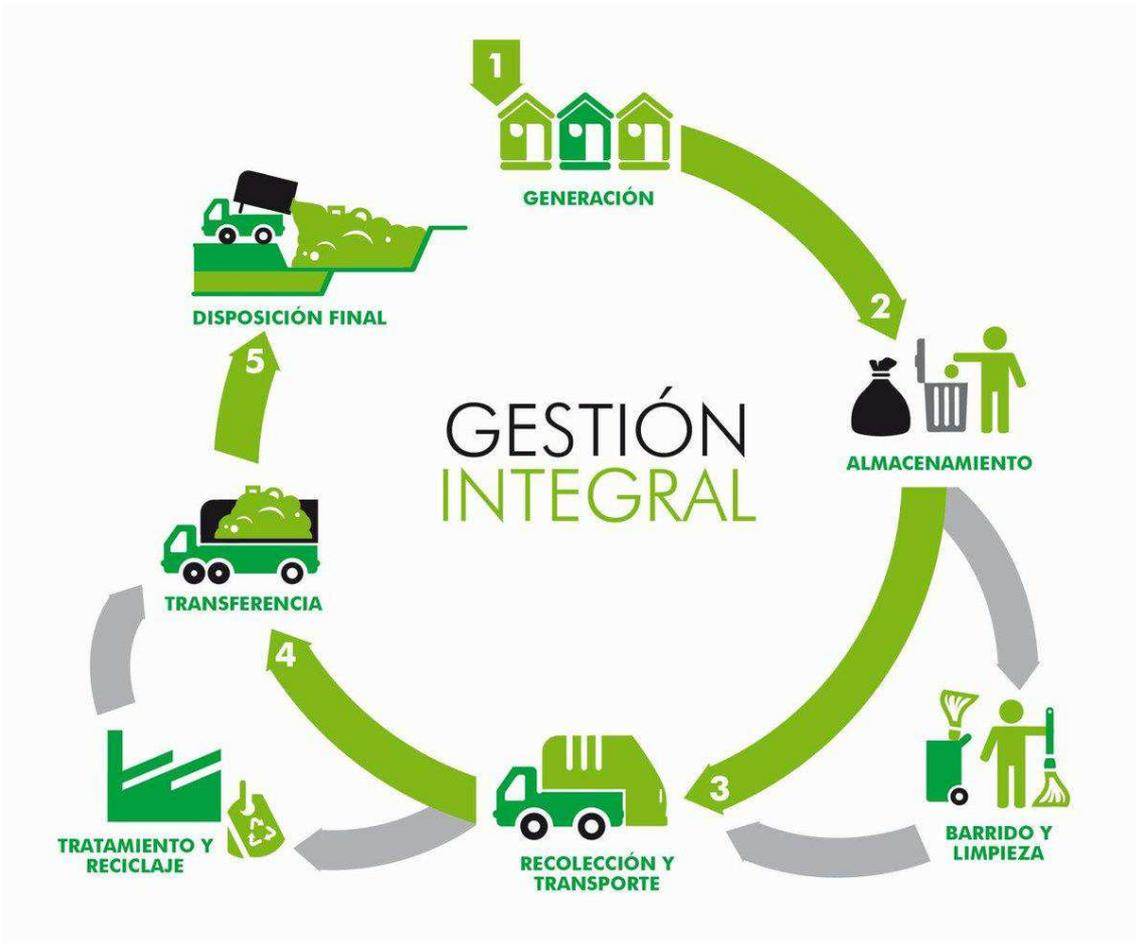 1
GENERACIÓN
2
ALMACENAMIENTO
BARRIDO Y
LIMPIEZA
3
RECOLECCIÓN Y
TRANSPORTE
TRATAMIENTO Y
RECICLAJE
4
TRANSFERENCIA
5
DISPOSICIÓN FINAL
GESTIÓN
INTEGRAL